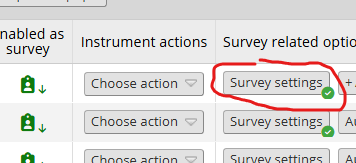 nabled as survey
Instrument actions
Survey related optio
Choose action
Survey settings
+
Choose action
Survey settings
Au
Choose action
Survey settings